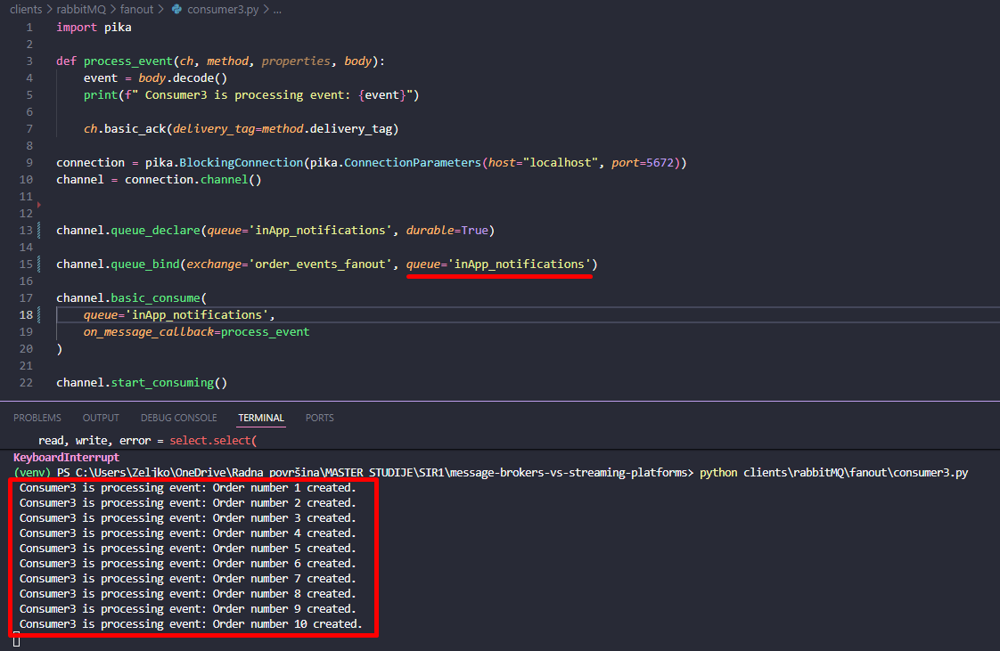 clients > rabbitMQ > fanout > consumer3.py > ...
1 import pika
2
3 def process_event(ch, method, properties, body):
4 event = body.decode()
5 print(f" Consumer3 is processing event: {event}")
6
7 ch.basic_ack(delivery_tag=method.delivery_tag)
8
9 connection = pika.BlockingConnection(pika.ConnectionParameters(host="localhost", port=5672))
10 channel = connection.channel()
11
12
13 channel.queue_declare(queue='inApp_notifications', durable=True)
14
15 channel.queue_bind(exchange='order_events_fanout', queue='inApp_notifications')
16
17 channel.basic_consume(
18 queue='inApp_notifications',
19 on_message_callback=process_event
20 )
21
22 channel.start_consuming()
PROBLEMS OUTPUT DEBUG CONSOLE TERMINAL PORTS
read, write, error = select.select(
KeyboardInterrupt
(venv) PS C:\Users\Zeljko\OneDrive\Radna površina\MASTER STUDIJE\SIR1\message-brokers-vs-streaming-platforms> python clients\rabbitMQ\fanout\consumer3.py
Consumer3 is processing event: Order number 1 created.
Consumer3 is processing event: Order number 2 created.
Consumer3 is processing event: Order number 3 created.
Consumer3 is processing event: Order number 4 created.
Consumer3 is processing event: Order number 5 created.
Consumer3 is processing event: Order number 6 created.
Consumer3 is processing event: Order number 7 created.
Consumer3 is processing event: Order number 8 created.
Consumer3 is processing event: Order number 9 created.
Consumer3 is processing event: Order number 10 created.